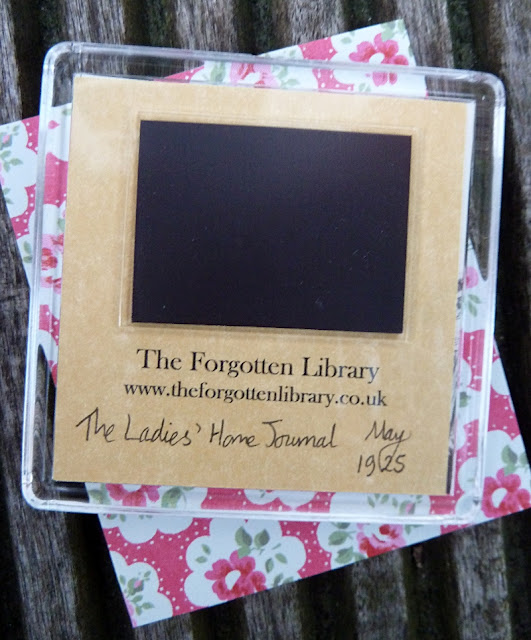 The Forgotten Library
www.theforgottenlibrary.co.uk
The Ladies' Home Journal May
1925